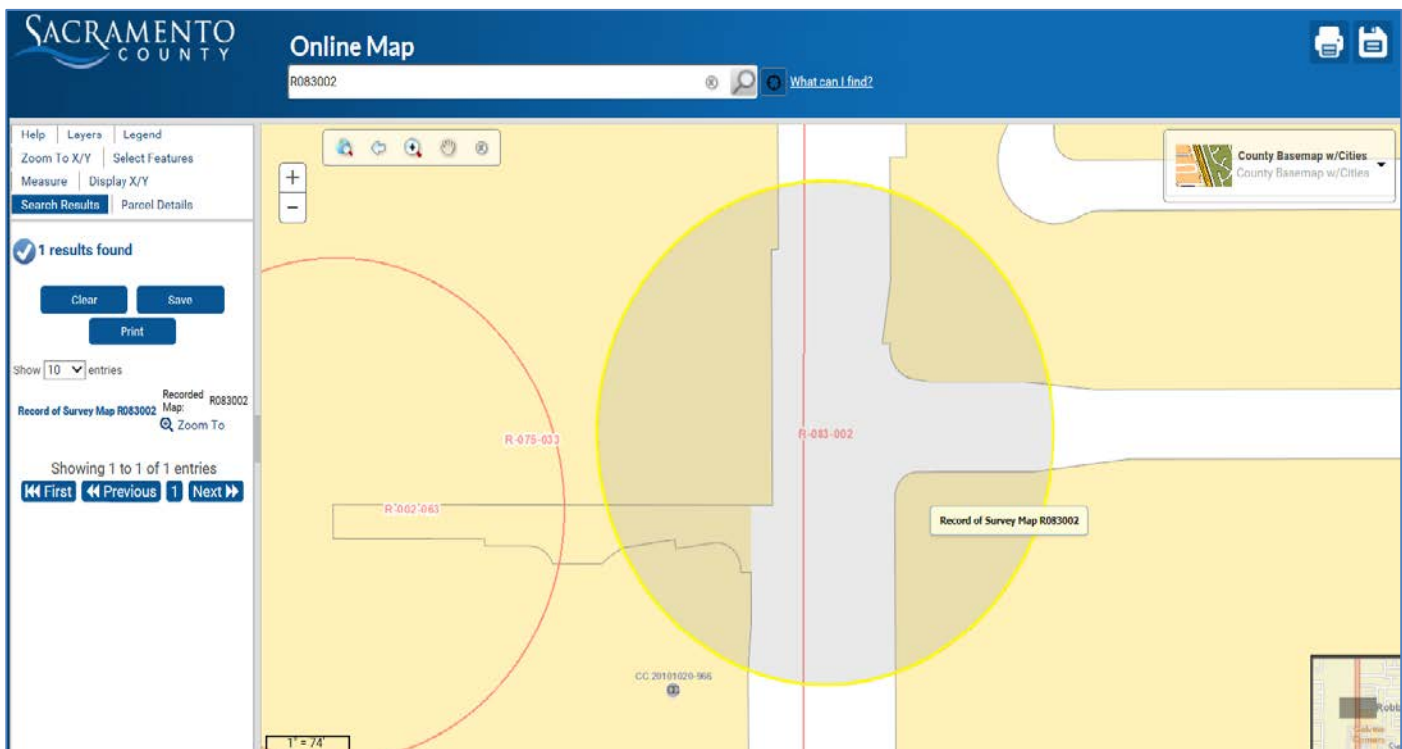 SACRAMENTO
COUNTY
Online Map
R083002
What can I find?
Help Layers Legend
Zoom To X/Y Select Features
Measure Display X/Y
Search Results Parcel Details
1 results found
Clear Save
Print
Show 10 entries
Record of Survey Map R083002 Recorded Map: R083002
Zoom To
Showing 1 to 1 of 1 entries
First Previous 1 Next
+
−
County Basemap w/Cities
County Basemap w/Cities
R-075-033
R-083-002
R-002-063
Record of Survey Map R083002
CC 20101020-966
1" = 74'